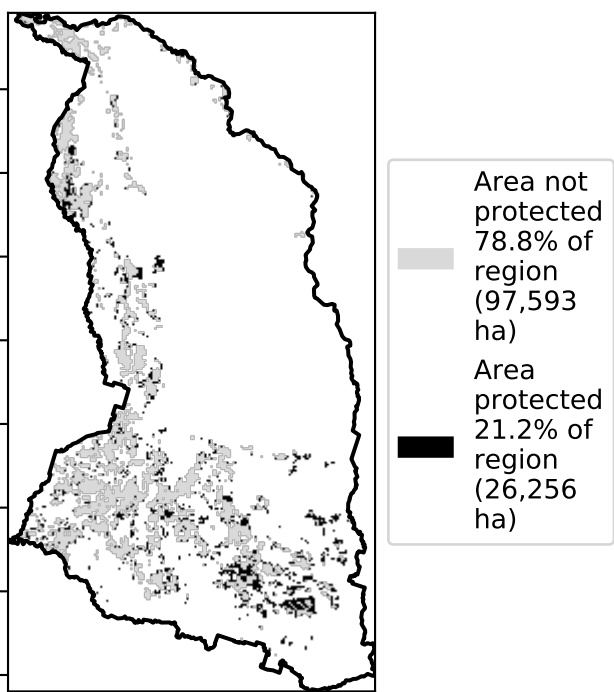 Area not
protected
78.8% of
region
(97,593
ha)
Area
protected
21.2% of
region
(26,256
ha)